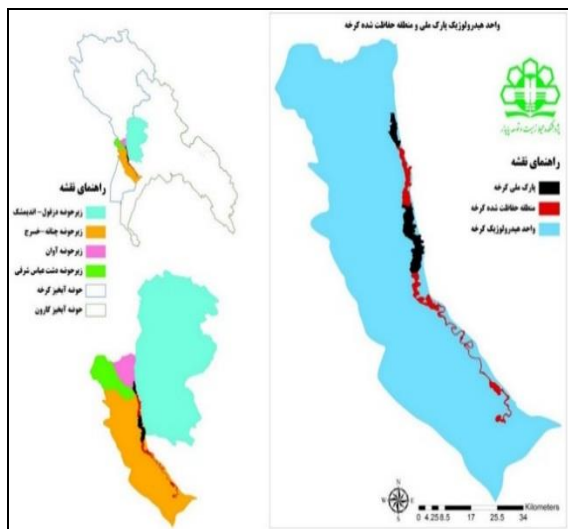 واحد هیدرولوژیک پارک ملی و منطقه حفاظت شده کرخه
راهنمای نقشه
پارک ملی کرخه
منطقه حفاظت شده کرخه
واحد هیدرولوژیک کرخه
N
W
E
S
0 4.25 8.5 17 25.5 34
Kilometers
راهنمای نقشه
زیرحوضه دزفول- اندیمشک
زیرحوضه چنانه -خسرج
زیرحوضه آوان
زیرحوضه دشت عباس شرقی
حوضه آبخیز کرخه
حوضه آبخیز کارون